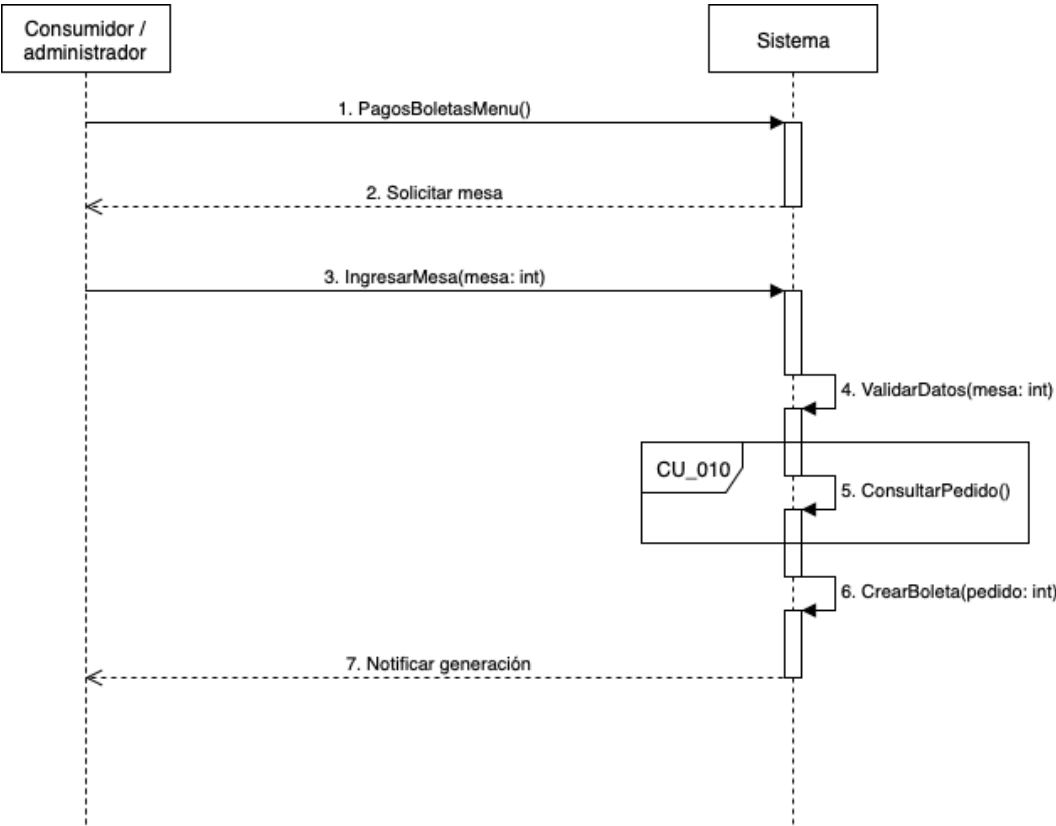 Consumidor /
administrador
Sistema
1. PagosBoletasMenu()
2. Solicitar mesa
3. IngresarMesa(mesa: int)
4. ValidarDatos(mesa: int)
CU_010
5. ConsultarPedido()
6. CrearBoleta(pedido: int)
7. Notificar generación